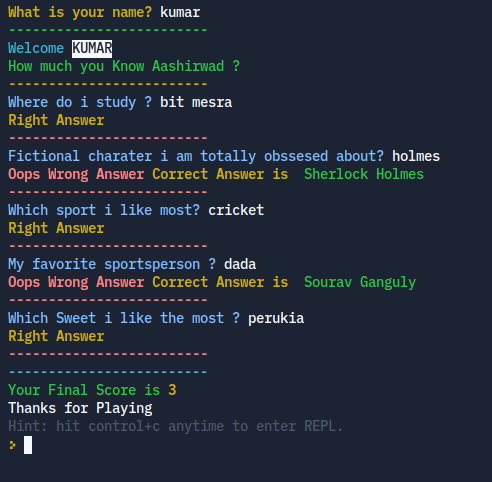 What is your name? kumar
-------------------------
Welcome KUMAR
How much you Know Aashirwad ?
-------------------------
Where do i study ? bit mesra
Right Answer
-------------------------
Fictional charater i am totally obssesed about? holmes
Oops Wrong Answer Correct Answer is  Sherlock Holmes
-------------------------
Which sport i like most? cricket
Right Answer
-------------------------
My favorite sportsperson ? dada
Oops Wrong Answer Correct Answer is  Sourav Ganguly
-------------------------
Which Sweet i like the most ? perukia
Right Answer
-------------------------
-------------------------
Your Final Score is 3
Thanks for Playing
Hint: hit control+c anytime to enter REPL.
>